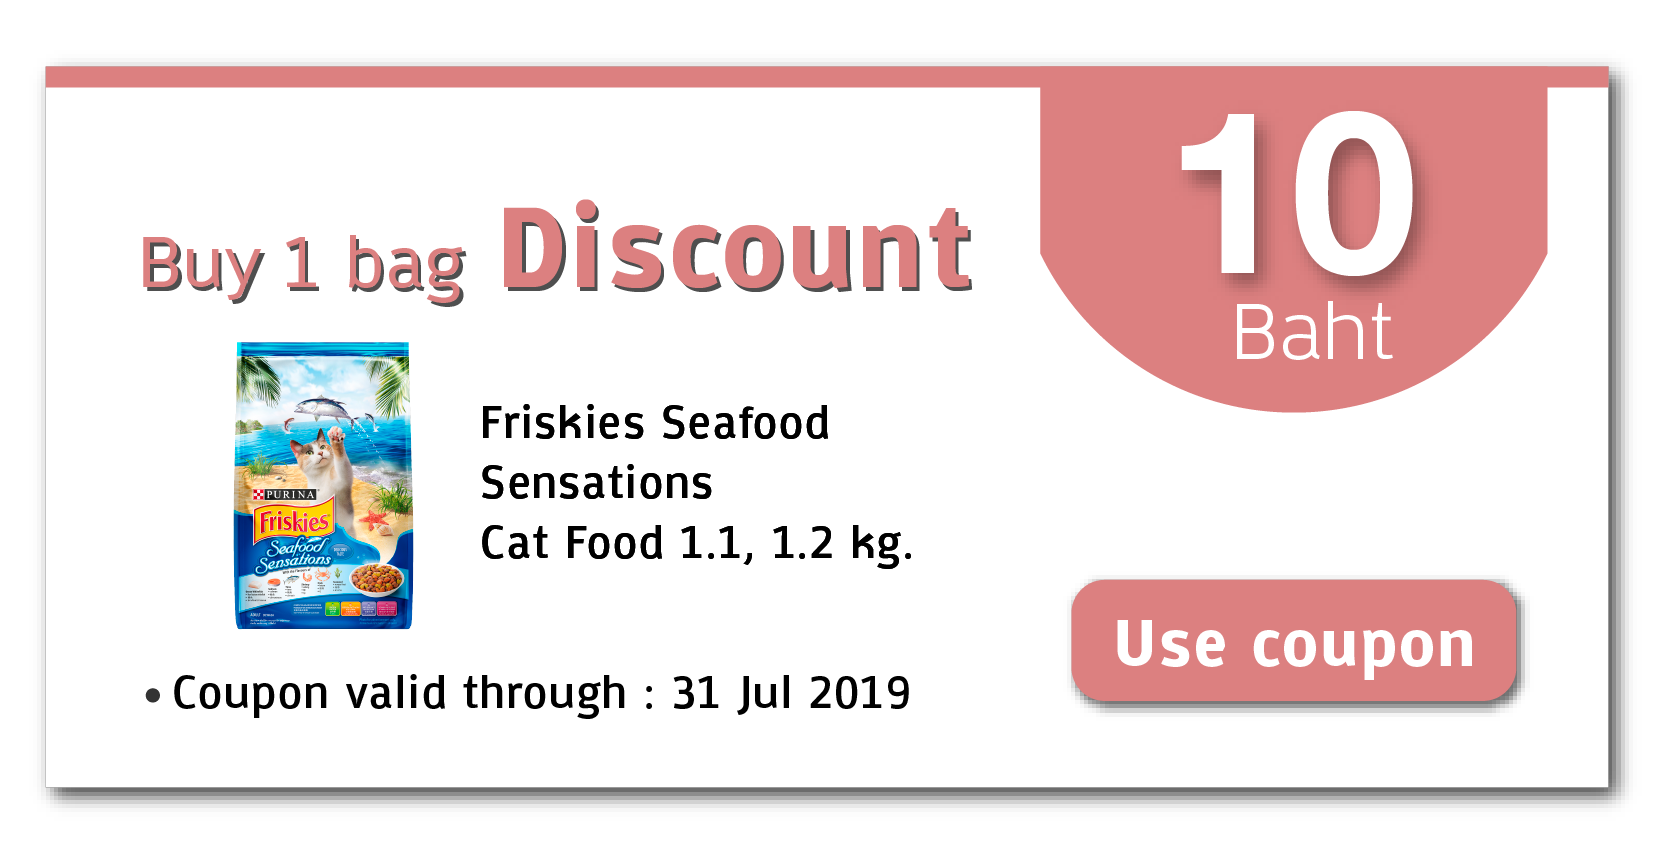 10
Baht
Buy 1 bag Discount
Friskies Seafood
Sensations
Cat Food 1.1, 1.2 kg.
PURINA
Friskies
Seafood
Sensations
Use coupon
• Coupon valid through : 31 Jul 2019